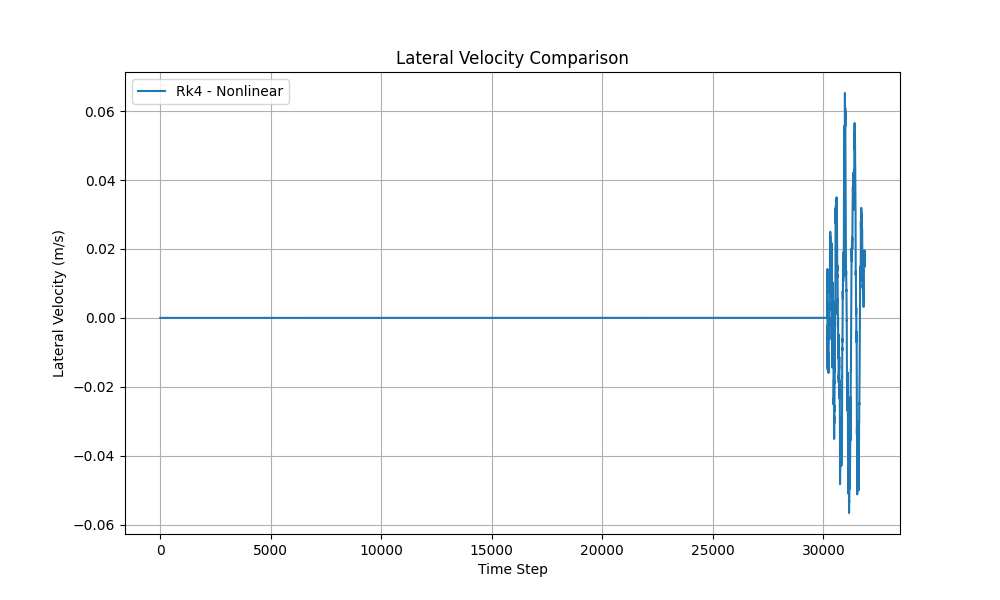 Lateral Velocity Comparison
Rk4 - Nonlinear
0.06
0.04
0.02
0.00
−0.02
−0.04
−0.06
Lateral Velocity (m/s)
0 5000 10000 15000 20000 25000 30000
Time Step